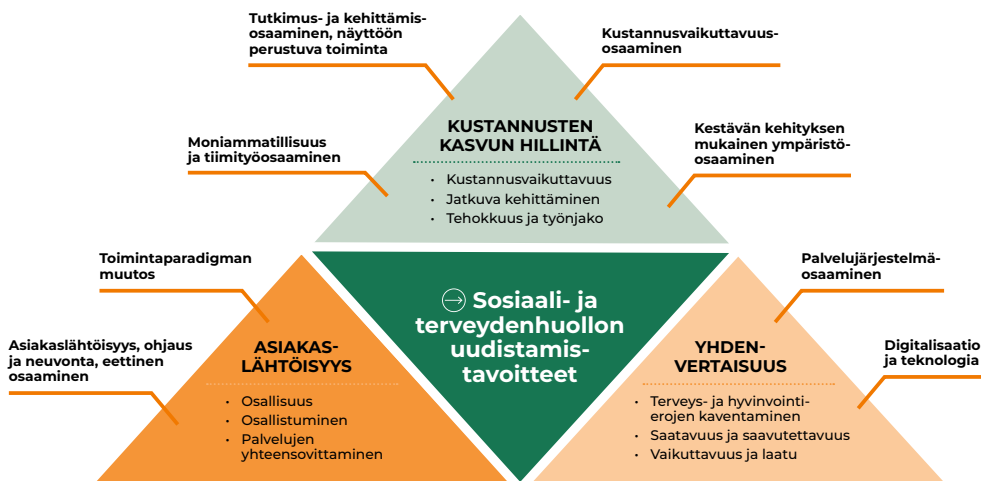 Tutkimus- ja kehittämis-
osaaminen, näyttöön
perustuva toiminta
Kustannusvaikuttavuus-
osaaminen
Moniammatillisuus
ja tiimityöosaaminen
KUSTANNUSTEN
KASVUN HILLINTÄ
• Kustannusvaikuttavuus
• Jatkuva kehittäminen
• Tehokkuus ja työnjako
Kestävän kehityksen
mukainen ympäristö-
osaaminen
Toimintaparadigman
muutos
Asiakaslähtöisyys, ohjaus
ja neuvonta, eettinen
osaaminen
ASIAKAS-
LÄHTÖISYYS
• Osallisuus
• Osallistuminen
• Palvelujen
yhteensovittaminen
→ Sosiaali- ja
terveydenhuollon
uudistamis-
tavoitteet
Palvelujärjestelmä-
osaaminen
Digitalisaatio
ja teknologia
YHDEN-
VERTAISUUS
• Terveys- ja hyvinvointi-
erojen kaventaminen
• Saatavuus ja saavutettavuus
• Vaikuttavuus ja laatu